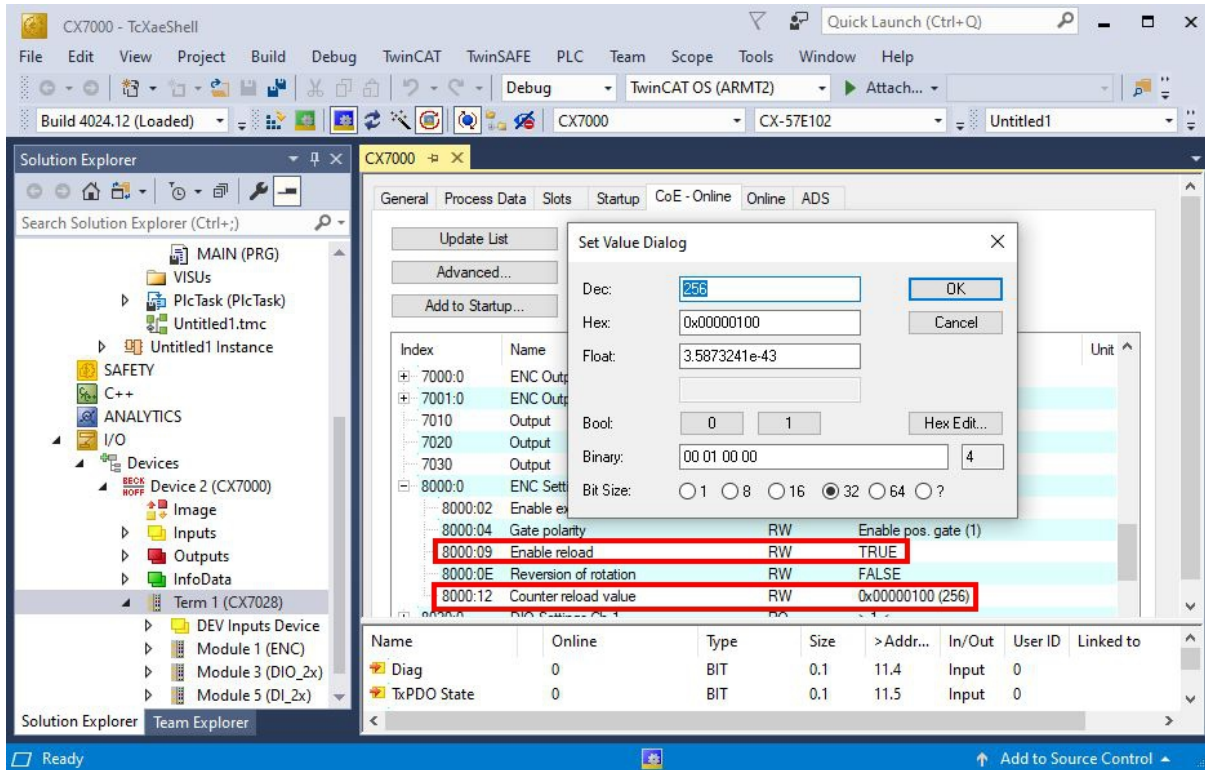 CX7000 - TcXaeShell
Quick Launch (Ctrl+Q)
File Edit View Project Build Debug TwinCAT TwinSAFE PLC Team Scope Tools Window Help
Debug TwinCAT OS (ARMT2) Attach...
Build 4024.12 (Loaded) CX7000 CX-57E102 Untitled1
Solution Explorer
Search Solution Explorer (Ctrl+;)
MAIN (PRG)
VISUs
PlcTask (PlcTask)
Untitled1.tmc
Untitled1 Instance
SAFETY
C++
ANALYTICS
I/O
Devices
BECK HOFF Device 2 (CX7000)
Image
Inputs
Outputs
InfoData
Term 1 (CX7028)
DEV Inputs Device
Module 1 (ENC)
Module 3 (DIO_2x)
Module 5 (DI_2x)
Solution Explorer Team Explorer
CX7000
General Process Data Slots Startup CoE - Online Online ADS
Update List
Advanced...
Add to Startup...
Index Name Unit
7000:0 ENC Outp
7001:0 ENC Outp
7010 Output
7020 Output
7030 Output
8000:0 ENC Setti
8000:02 Enable ex
8000:04 Gate polarity RW Enable pos. gate (1)
8000:09 Enable reload RW TRUE
8000:0E Reversion of rotation RW FALSE
8000:12 Counter reload value RW 0x00000100 (256)
Set Value Dialog
Dec: 256 OK
Hex: 0x00000100 Cancel
Float: 3.5873241e-43
Bool: 0 1 Hex Edit...
Binary: 00 01 00 00 4
Bit Size: 1 8 16 32 64 ?
Name Online Type Size >Addr... In/Out User ID Linked to
Diag 0 BIT 0.1 11.4 Input 0
TxPDO State 0 BIT 0.1 11.5 Input 0
Ready Add to Source Control